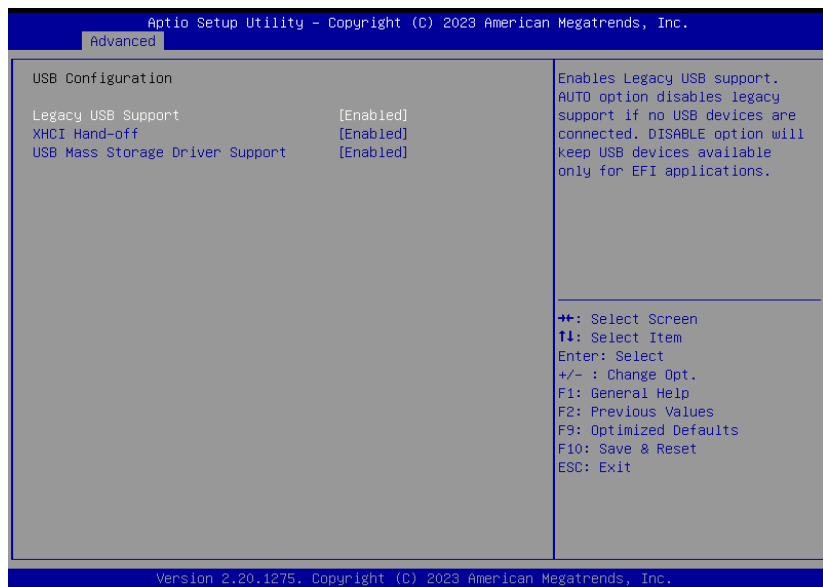 Aptio Setup Utility – Copyright (C) 2023 American Megatrends, Inc.
Advanced
USB Configuration
Legacy USB Support [Enabled]
XHCI Hand-off [Enabled]
USB Mass Storage Driver Support [Enabled]
Enables Legacy USB support.
AUTO option disables legacy
support if no USB devices are
connected. DISABLE option will
keep USB devices available
only for EFI applications.
→←: Select Screen
↑↓: Select Item
Enter: Select
+/- : Change Opt.
F1: General Help
F2: Previous Values
F9: Optimized Defaults
F10: Save & Reset
ESC: Exit
Version 2.20.1275. Copyright (C) 2023 American Megatrends, Inc.